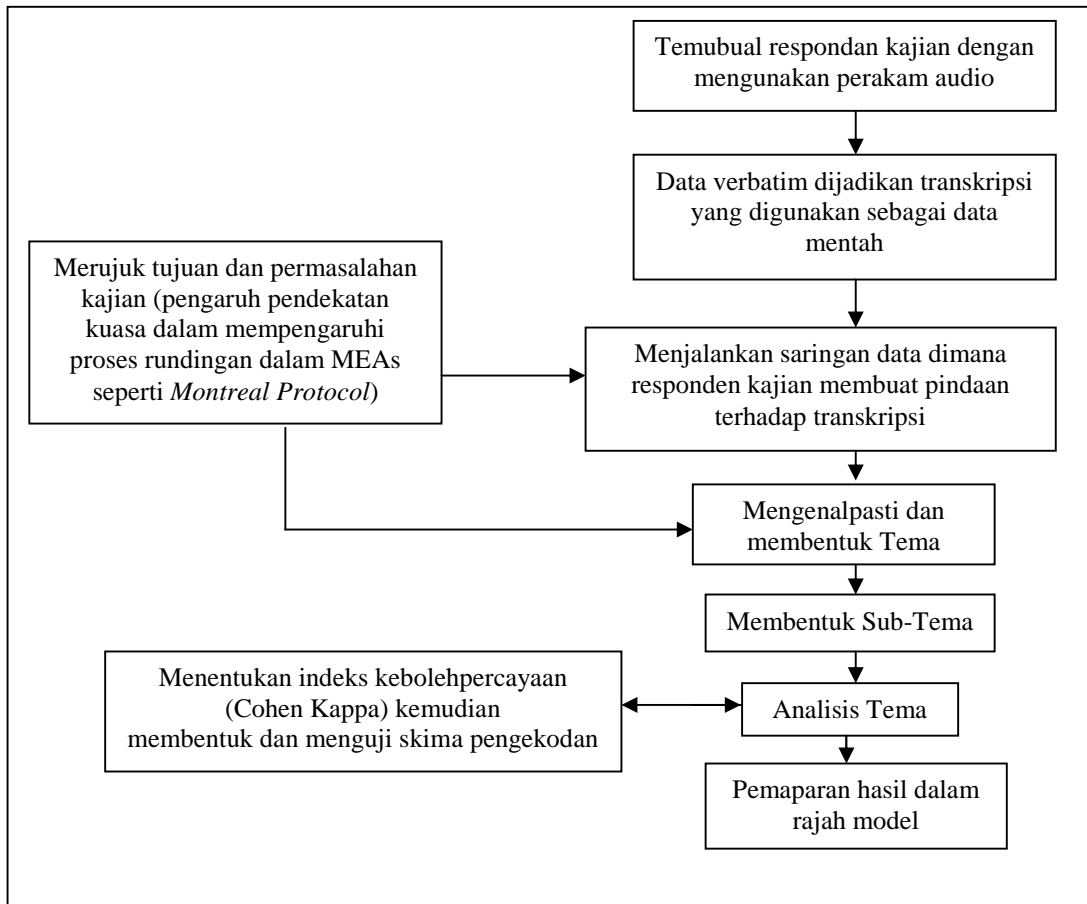 Temubual respondan kajian dengan
mengunakan perakam audio
Data verbatim dijadikan transkripsi
yang digunakan sebagai data
mentah
Merujuk tujuan dan permasalahan
kajian (pengaruh pendekatan
kuasa dalam mempengaruhi
proses rundingan dalam MEAs
seperti Montreal Protocol)
Menjalankan saringan data dimana
responden kajian membuat pindaan
terhadap transkripsi
Mengenalpasti dan
membentuk Tema
Membentuk Sub-Tema
Menentukan indeks kebolehpercayaan
(Cohen Kappa) kemudian
membentuk dan menguji skima pengekodan
Analisis Tema
Pemaparan hasil dalam
rajah model